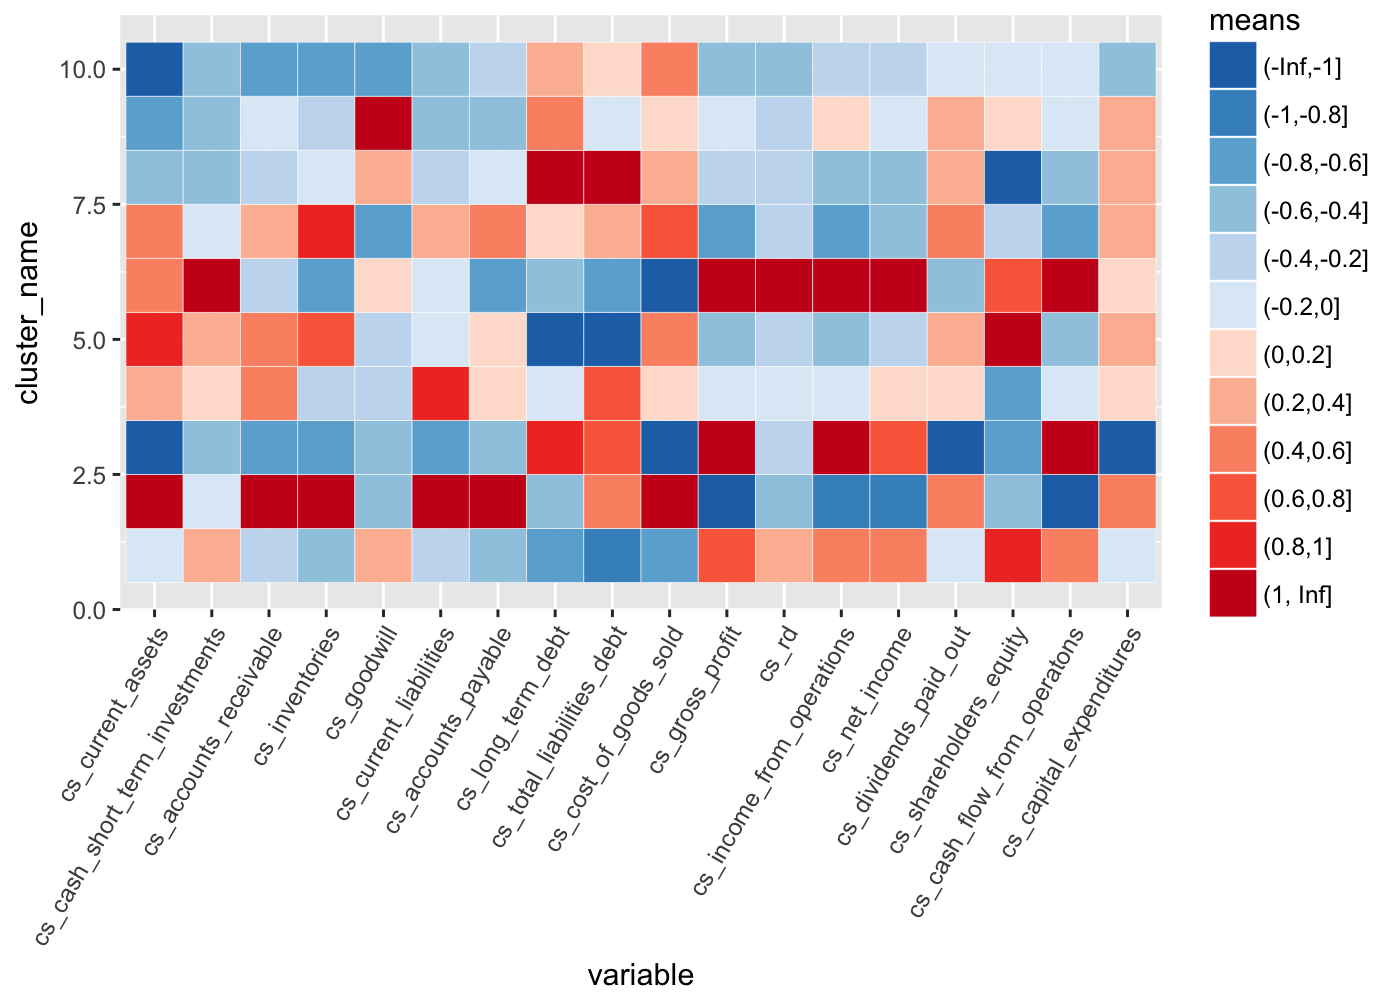 means
(-Inf,-1]
(-1,-0.8]
(-0.8,-0.6]
(-0.6,-0.4]
(-0.4,-0.2]
(-0.2,0]
(0,0.2]
(0.2,0.4]
(0.4,0.6]
(0.6,0.8]
(0.8,1]
(1, Inf]
cluster_name
10.0
7.5
5.0
2.5
0.0
cs_current_assets
cs_cash_short_term_investments
cs_accounts_receivable
cs_inventories
cs_goodwill
cs_current_liabilities
cs_accounts_payable
cs_long_term_debt
cs_total_liabilities_debt
cs_cost_of_goods_sold
cs_gross_profit
cs_rd
cs_income_from_operations
cs_net_income
cs_dividends_paid_out
cs_shareholders_equity
cs_cash_flow_from_operatons
cs_capital_expenditures
variable